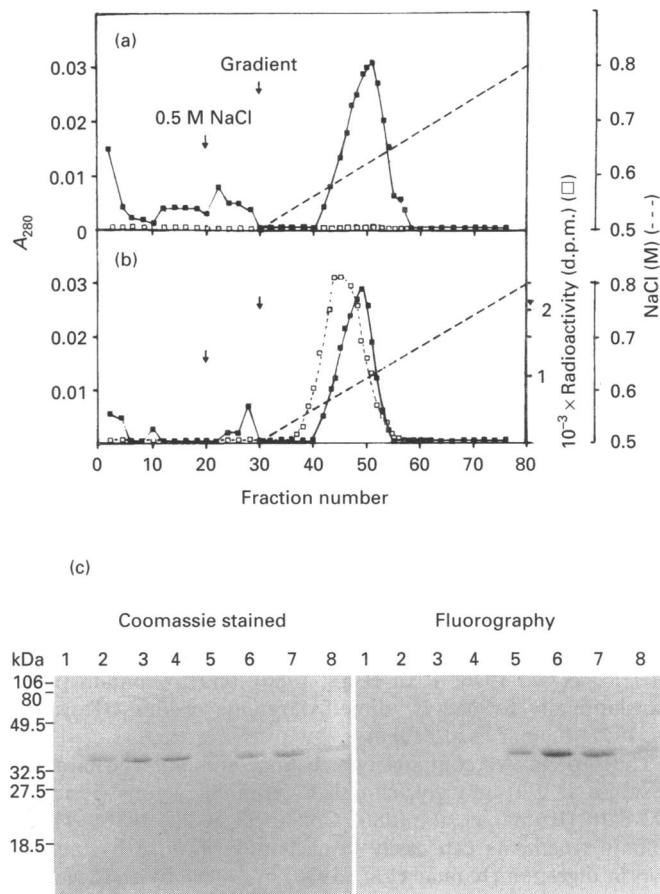 (a)
Gradient
0.5 M NaCl
0.03
0.02
0.01
0
0.8
0.7
0.6
0.5
A280
(b)
0.03
0.02
0.01
2
1
0.8
0.7
0.6
0.5
10⁻³ × Radioactivity (d.p.m.) (□)
NaCl (M) (---)
0 10 20 30 40 50 60 70 80
Fraction number
(c)
Coomassie stained Fluorography
kDa 1 2 3 4 5 6 7 8 1 2 3 4 5 6 7 8
106
80
49.5
32.5
27.5
18.5